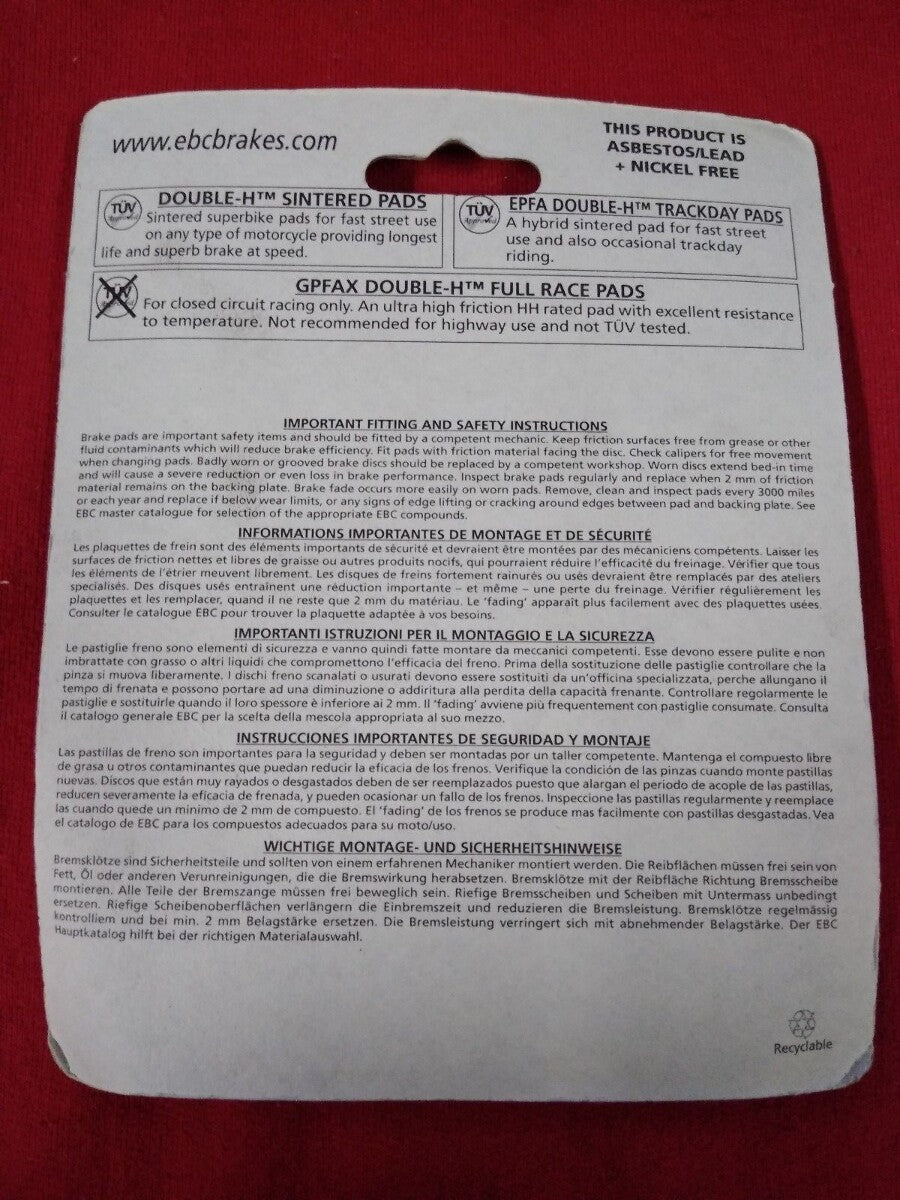 www.ebcbrakes.com
THIS PRODUCT IS
ASBESTOS/LEAD
+ NICKEL FREE
TÜV
Approved
DOUBLE-H™ SINTERED PADS
Sintered superbike pads for fast street use
on any type of motorcycle providing longest
life and superb brake at speed.
TÜV
Approved
EPFA DOUBLE-H™ TRACKDAY PADS
A hybrid sintered pad for fast street
use and also occasional trackday
riding.
GPFAX DOUBLE-H™ FULL RACE PADS
For closed circuit racing only. An ultra high friction HH rated pad with excellent resistance
to temperature. Not recommended for highway use and not TÜV tested.
IMPORTANT FITTING AND SAFETY INSTRUCTIONS
Brake pads are important safety items and should be fitted by a competent mechanic. Keep friction surfaces free from grease or other
fluid contaminants which will reduce brake efficiency. Fit pads with friction material facing the disc. Check calipers for free movement
when changing pads. Badly worn or grooved brake discs should be replaced by a competent workshop. Worn discs extend bed-in time
and will cause a severe reduction or even loss in brake performance. Inspect brake pads regularly and replace when 2 mm of friction
material remains on the backing plate. Brake fade occurs more easily on worn pads. Remove, clean and inspect pads every 3000 miles
or each year and replace if below wear limits, or any signs of edge lifting or cracking around edges between pad and backing plate. See
EBC master catalogue for selection of the appropriate EBC compounds.
INFORMATIONS IMPORTANTES DE MONTAGE ET DE SÉCURITÉ
Les plaquettes de frein sont des éléments importants de sécurité et devraient être montées par des mécaniciens compétents. Laisser les
surfaces de friction nettes et libres de graisse ou autres produits nocifs, qui pourraient réduire l'efficacité du freinage. Vérifier que tous
les éléments de l'étrier meuvent librement. Les disques de freins fortement rainurés ou usés devraient être remplacés par des ateliers
spécialisés. Des disques usés entraînent une réduction importante – et même – une perte du freinage. Vérifier régulièrement les
plaquettes et les remplacer, quand il ne reste que 2 mm du matériau. Le 'fading' apparait plus facilement avec des plaquettes usées.
Consulter le catalogue EBC pour trouver la plaquette adaptée à vos besoins.
IMPORTANTI ISTRUZIONI PER IL MONTAGGIO E LA SICUREZZA
Le pastiglie freno sono elementi di sicurezza e vanno quindi fatte montare da meccanici competenti. Esse devono essere pulite e non
imbrattate con grasso o altri liquidi che compromettono l'efficacia del freno. Prima della sostituzione delle pastiglie controllare che la
pinza si muova liberamente. I dischi freno scanalati o usurati devono essere sostituiti da un'officina specializzata, perche allungano il
tempo di frenata e possono portare ad una diminuzione o addiritura alla perdita della capacità frenante. Controllare regolarmente le
pastiglie e sostituirle quando il loro spessore è inferiore ai 2 mm. Il 'fading' avviene più frequentemente con pastiglie consumate. Consulta
il catalogo generale EBC per la scelta della mescola appropriata al suo mezzo.
INSTRUCCIONES IMPORTANTES DE SEGURIDAD Y MONTAJE
Las pastillas de freno son importantes para la seguridad y deben ser montadas por un taller competente. Mantenga el compuesto libre
de grasa u otros contaminantes que puedan reducir la eficacia de los frenos. Verifique la condición de las pinzas cuando monte pastillas
nuevas. Discos que están muy rayados o desgastados deben de ser reemplazados puesto que alargan el periodo de acople de las pastillas,
reducen severamente la eficacia de frenada, y pueden ocasionar un fallo de los frenos. Inspeccione las pastillas regularmente y reemplace
las cuando quede un minimo de 2 mm de compuesto. El 'fading' de los frenos se produce mas facilmente con pastillas desgastadas. Vea
el catalogo de EBC para los compuestos adecuados para su moto/uso.
WICHTIGE MONTAGE- UND SICHERHEITSHINWEISE
Bremsklötze sind Sicherheitsteile und sollten von einem erfahrenen Mechaniker montiert werden. Die Reibflächen müssen frei sein von
Fett, Öl oder anderen Verunreinigungen, die die Bremswirkung herabsetzen. Bremsklötze mit der Reibfläche Richtung Bremsscheibe
montieren. Alle Teile der Bremszange müssen frei beweglich sein. Riefige Bremsscheiben und Scheiben mit Untermass unbedingt
ersetzen. Riefige Scheibenoberflächen verlängern die Einbremszeit und reduzieren die Bremsleistung. Bremsklötze regelmässig
kontrolliem und bei min. 2 mm Belagstärke ersetzen. Die Bremsleistung verringert sich mit abnehmender Belagstärke. Der EBC
Hauptkatalog hilft bei der richtigen Materialauswahl.
Recyclable